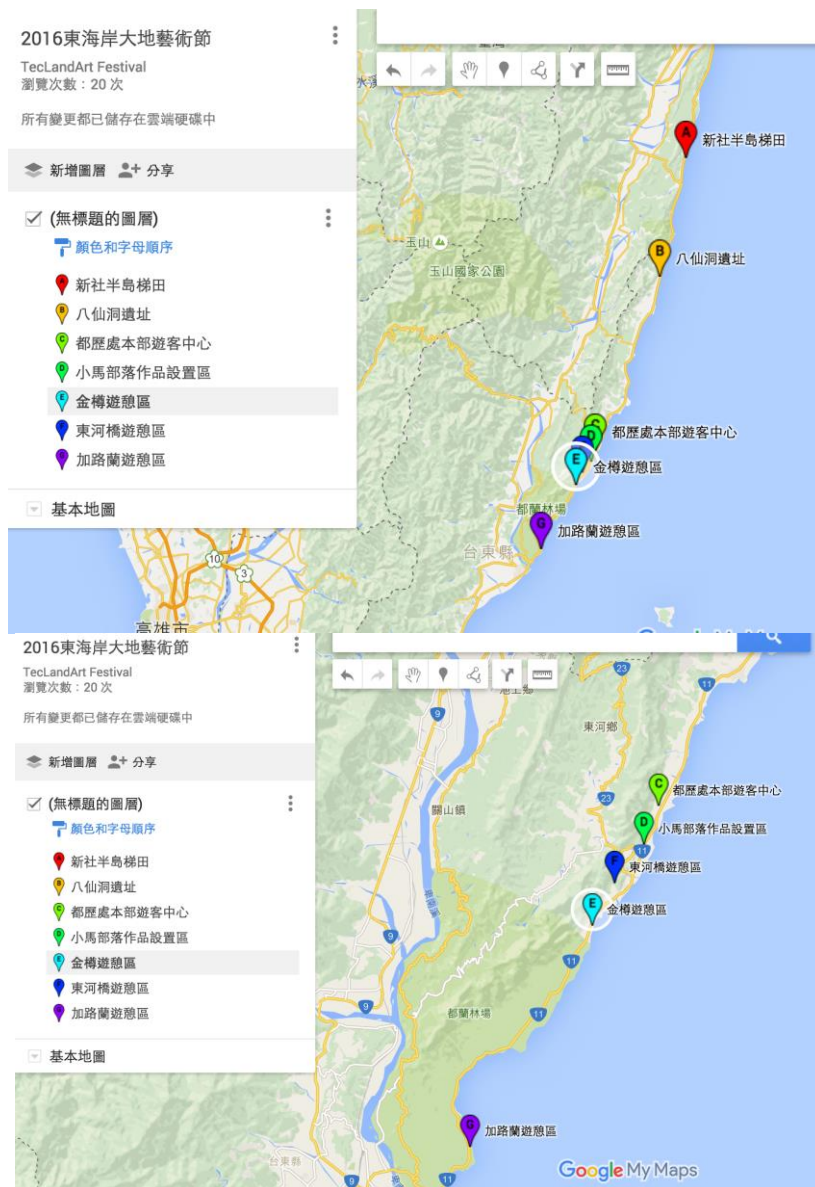 2016東海岸大地藝術節
TecLandArt Festival
瀏覽次數：20 次
所有變更都已儲存在雲端硬碟中
新增圖層 分享
(無標題的圖層)
顏色和字母順序
A 新社半島梯田
B 八仙洞遺址
C 都歷處本部遊客中心
D 小馬部落作品設置區
E 金樽遊憩區
F 東河橋遊憩區
G 加路蘭遊憩區
基本地圖
A 新社半島梯田
B 八仙洞遺址
玉山
玉山國家公園
C
D 都歷處本部遊客中心
E 金樽遊憩區
都蘭林場
G 加路蘭遊憩區
台東縣
10
3
高雄市
2016東海岸大地藝術節
TecLandArt Festival
瀏覽次數：20 次
所有變更都已儲存在雲端硬碟中
新增圖層 分享
(無標題的圖層)
顏色和字母順序
A 新社半島梯田
B 八仙洞遺址
C 都歷處本部遊客中心
D 小馬部落作品設置區
E 金樽遊憩區
F 東河橋遊憩區
G 加路蘭遊憩區
基本地圖
23
11
9
東河鄉
C 都歷處本部遊客中心
23
關山鎮
D 小馬部落作品設置區
11
F 東河橋遊憩區
E 金樽遊憩區
9
11
9
都蘭林場
11
G 加路蘭遊憩區
台東縣
9
11
Google My Maps